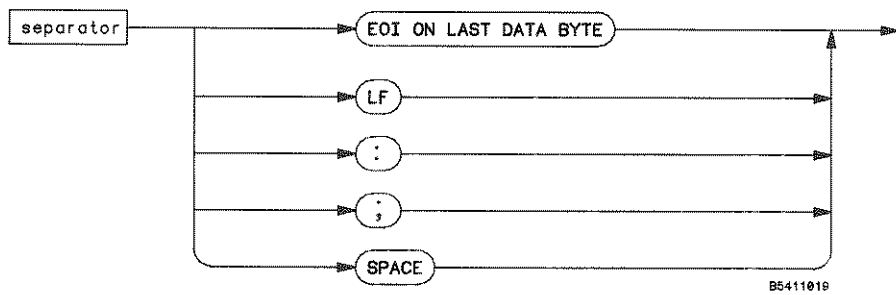 separator
EOI ON LAST DATA BYTE
LF
:
;
SPACE
B5411019